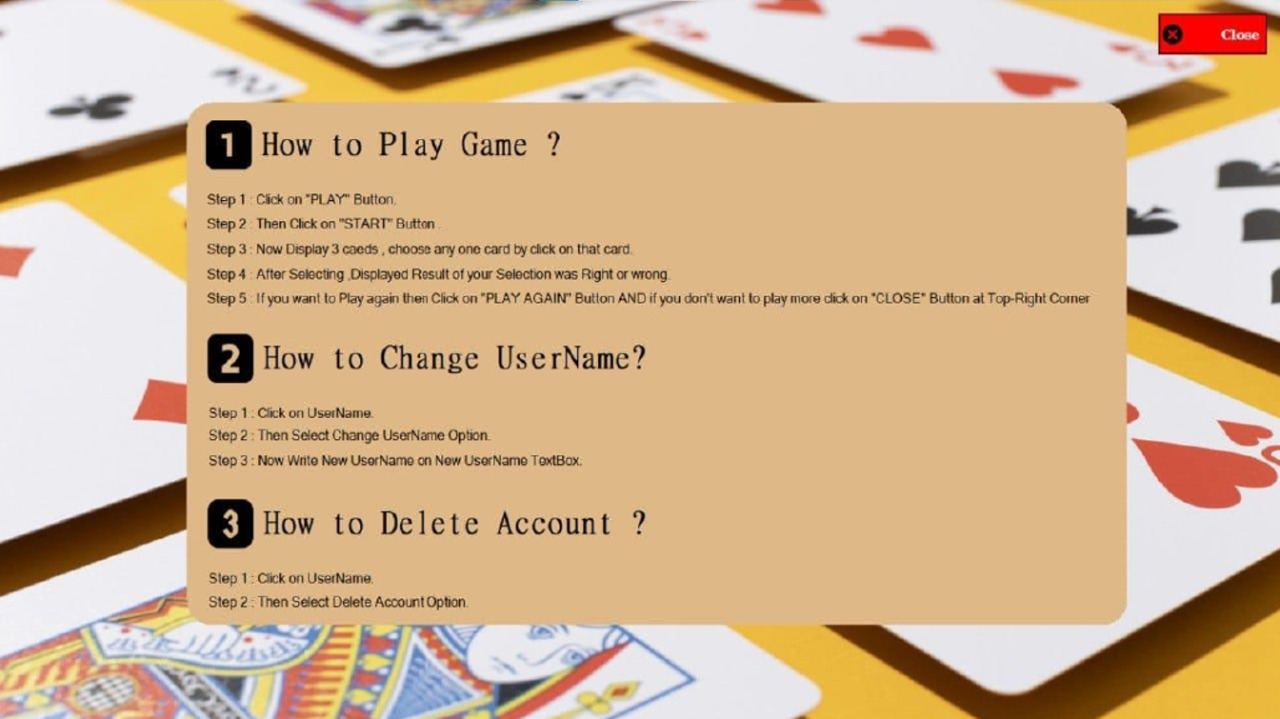 Close
1 How to Play Game ?
Step 1 : Click on "PLAY" Button.
Step 2 : Then Click on "START" Button .
Step 3 : Now Display 3 caeds , choose any one card by click on that card.
Step 4 : After Selecting ,Displayed Result of your Selection was Right or wrong.
Step 5 : If you want to Play again then Click on "PLAY AGAIN" Button AND if you don't want to play more click on "CLOSE" Button at Top-Right Corner
2 How to Change UserName?
Step 1 : Click on UserName.
Step 2 : Then Select Change UserName Option.
Step 3 : Now Write New UserName on New UserName TextBox.
3 How to Delete Account ?
Step 1 : Click on UserName.
Step 2 : Then Select Delete Account Option.